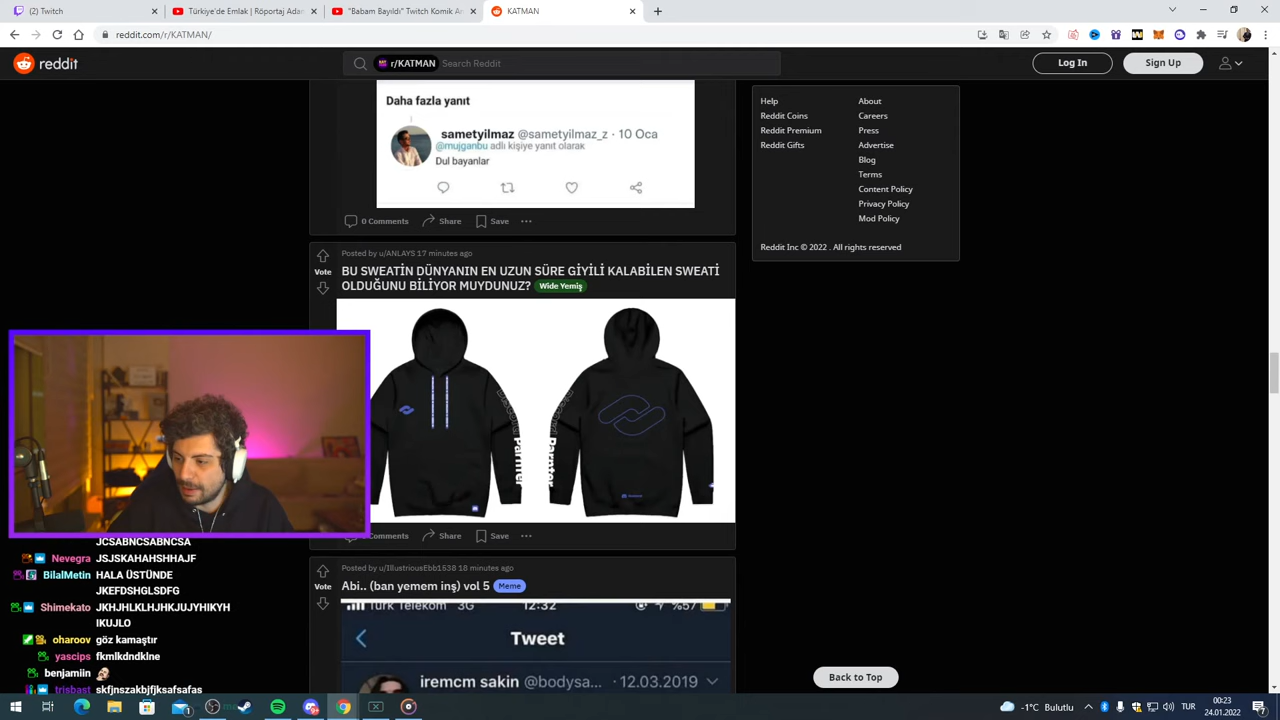 (2) Twitch
Türkiye'de Emlak | Röportaj Adam
"Babam Bayıldı" Twitch Komik An
KATMAN
reddit.com/r/KATMAN/
reddit
r/KATMAN
Search Reddit
Log In
Sign Up
Daha fazla yanıt
sametyilmaz @sametyilmaz_z · 10 Oca
@mujganbu adlı kişiye yanıt olarak
Dul bayanlar
0 Comments
Share
Save
Help
About
Reddit Coins
Careers
Reddit Premium
Press
Reddit Gifts
Advertise
Blog
Terms
Content Policy
Privacy Policy
Mod Policy
Reddit Inc © 2022 . All rights reserved
Posted by u/ANLAYS 17 minutes ago
Vote
BU SWEATİN DÜNYANIN EN UZUN SÜRE GİYİLİ KALABİLEN SWEATİ
OLDUĞUNU BİLİYOR MUYDUNUZ? Wide Yemiş
Partner
Partner
Comments
Share
Save
Posted by u/IllustriousEbb1538 18 minutes ago
Vote
Abi.. (ban yemem inş) vol 5 Meme
Turk Telekom 3G
12:32
%57
Tweet
iremcm sakin @bodysa... · 12.03.2019
JCSABNCSABNCSA
Nevegra JSJSKAHAHSHHAJF
BilalMetin HALA ÜSTÜNDE
JKEFDSHGLSDFG
Shimekato JKHJHLKLHJHKJUJYHIKYH
IKUJLO
oharoov göz kamaştır
yascips fkmlkdndklne
benjamiin
trisbast skfjnszakbjfjksafsafas
Back to Top
-1°C Bulutlu
TUR
00:23
24.01.2022